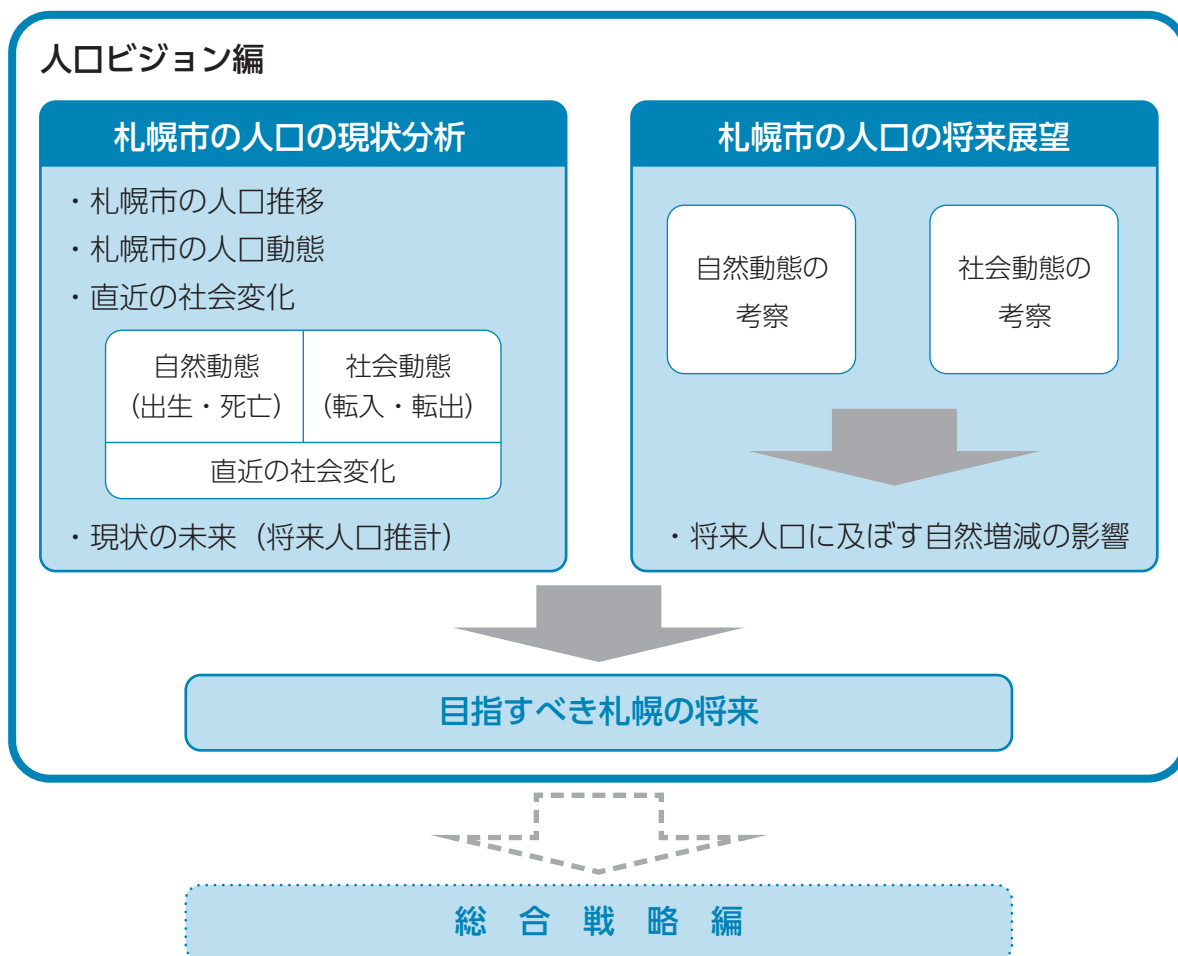 人口ビジョン編
札幌市の人口の現状分析
・札幌市の人口推移
・札幌市の人口動態
・直近の社会変化
自然動態
（出生・死亡）
社会動態
（転入・転出）
直近の社会変化
・現状の未来（将来人口推計）
札幌市の人口の将来展望
自然動態の
考察
社会動態の
考察
・将来人口に及ぼす自然増減の影響
目指すべき札幌の将来
総合戦略編